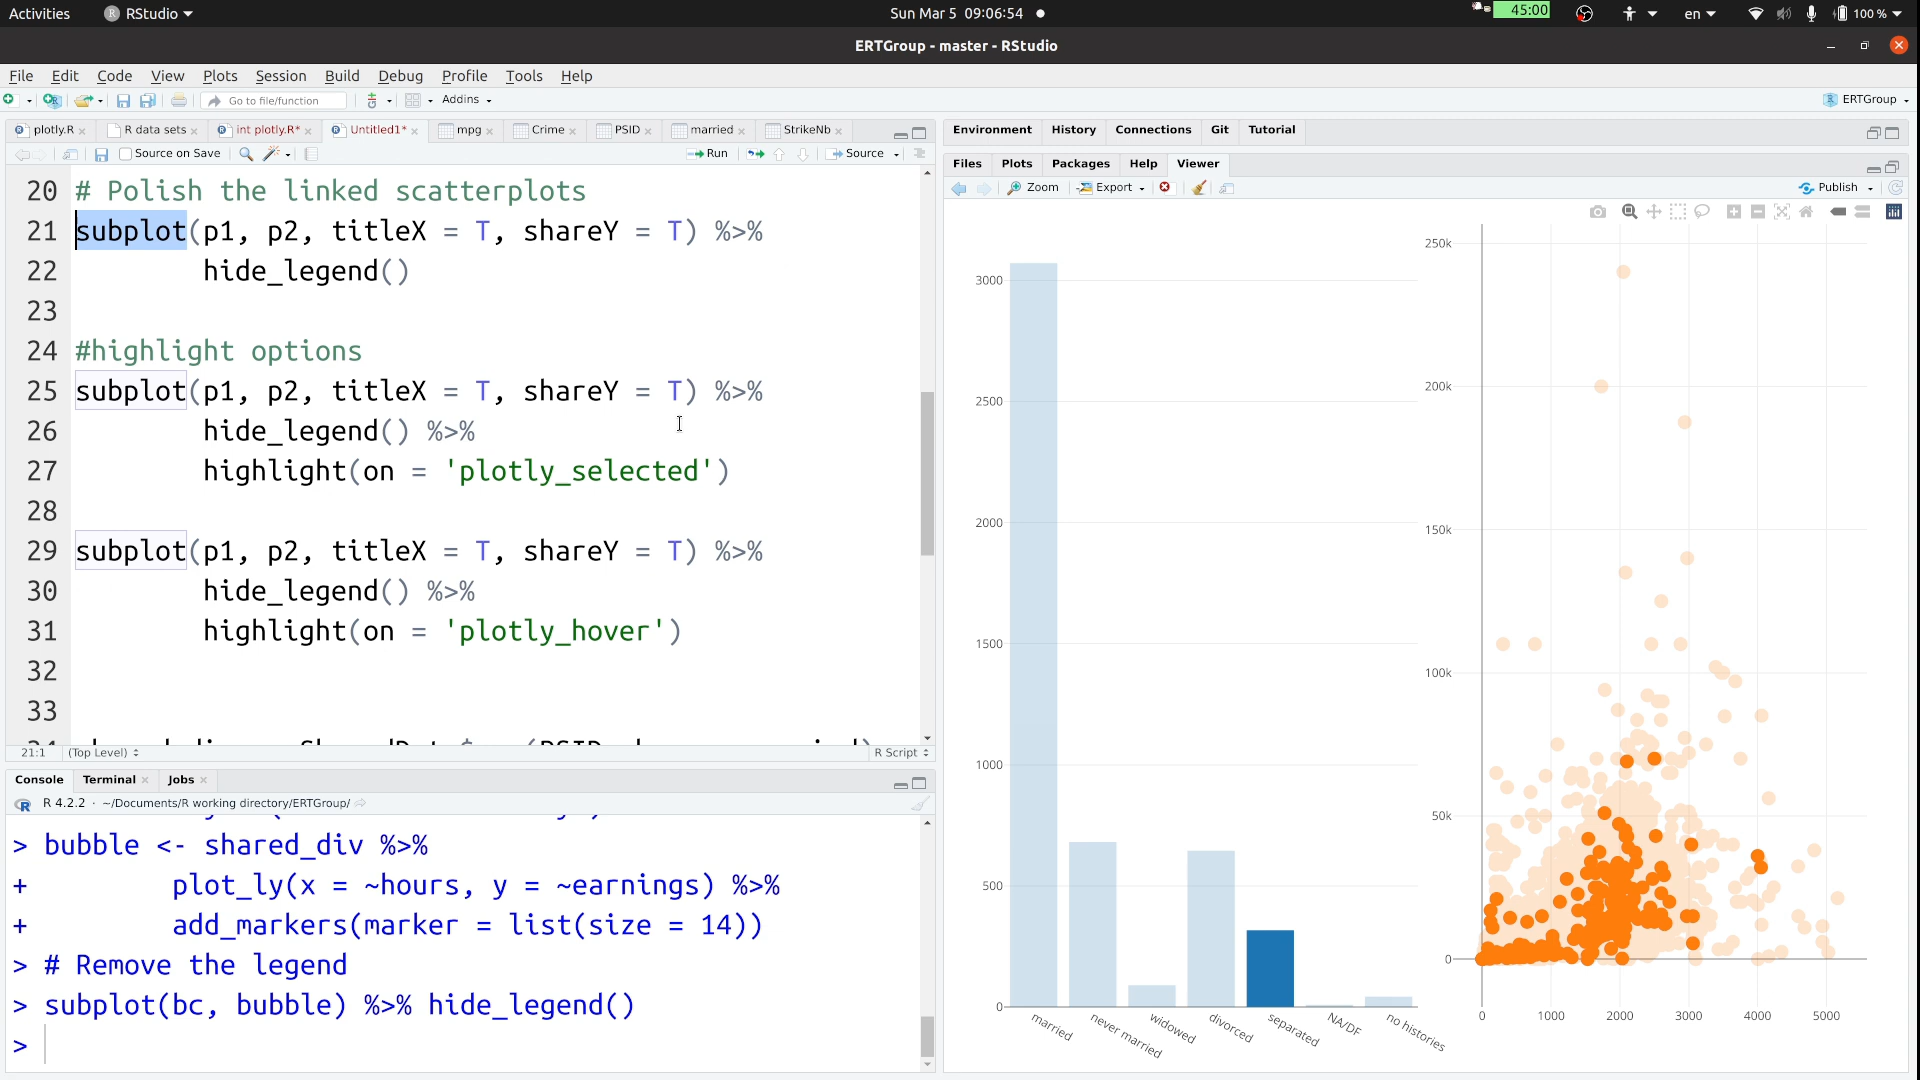 Activities RStudio Sun Mar 5 09:06:54 45:00 en 100 %
ERTGroup - master - RStudio
File Edit Code View Plots Session Build Debug Profile Tools Help
Go to file/function Addins ERTGroup
plotly.R R data sets int plotly.R* Untitled1* mpg Crime PSID married StrikeNb
Source on Save Run Source
20 # Polish the linked scatterplots
21 subplot(p1, p2, titleX = T, shareY = T) %>%
22 hide_legend()
23
24 #highlight options
25 subplot(p1, p2, titleX = T, shareY = T) %>%
26 hide_legend() %>%
27 highlight(on = 'plotly_selected')
28
29 subplot(p1, p2, titleX = T, shareY = T) %>%
30 hide_legend() %>%
31 highlight(on = 'plotly_hover')
32
33
21:1 (Top Level) R Script
Console Terminal Jobs
R 4.2.2 · ~/Documents/R working directory/ERTGroup/
> bubble <- shared_div %>%
+ plot_ly(x = ~hours, y = ~earnings) %>%
+ add_markers(marker = list(size = 14))
> # Remove the legend
> subplot(bc, bubble) %>% hide_legend()
>
Environment History Connections Git Tutorial
Files Plots Packages Help Viewer
Zoom Export Publish
3000
2500
2000
1500
1000
500
0
married never married widowed divorced separated NA/DF no histories
250k
200k
150k
100k
50k
0
0 1000 2000 3000 4000 5000